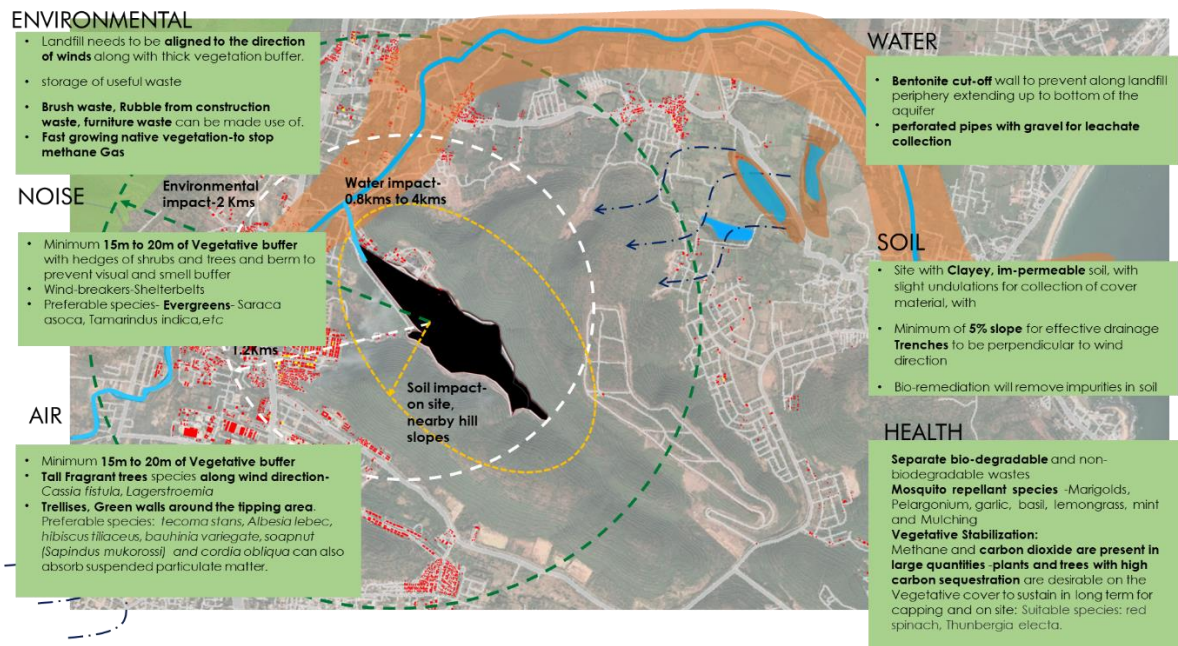 ENVIRONMENTAL
• Landfill needs to be aligned to the direction
of winds along with thick vegetation buffer.
• storage of useful waste
• Brush waste, Rubble from construction
waste, furniture waste can be made use of.
• Fast growing native vegetation-to stop
methane Gas
NOISE
• Minimum 15m to 20m of Vegetative buffer
with hedges of shrubs and trees and berm to
prevent visual and smell buffer
• Wind-breakers-Shelterbelts
• Preferable species- Evergreens- Saraca
asoca, Tamarindus indica,etc
AIR
• Minimum 15m to 20m of Vegetative buffer
• Tall Fragrant trees species along wind direction-
Cassia fistula, Lagerstroemia
• Trellises, Green walls around the tipping area.
Preferable species: tecoma stans, Albesia lebec,
hibiscus tiliaceus, bauhinia variegate, soapnut
(Sapindus mukorossi) and cordia obliqua can also
absorb suspended particulate matter.
Environmental
impact-2 Kms
Water impact-
0.8kms to 4kms
1.2Kms
Soil impact-
on site,
nearby hill
slopes
WATER
• Bentonite cut-off wall to prevent along landfill
periphery extending up to bottom of the
aquifer
• perforated pipes with gravel for leachate
collection
SOIL
• Site with Clayey, im-permeable soil, with
slight undulations for collection of cover
material, with
• Minimum of 5% slope for effective drainage
Trenches to be perpendicular to wind
direction
• Bio-remediation will remove impurities in soil
HEALTH
Separate bio-degradable and non-
biodegradable wastes
Mosquito repellant species -Marigolds,
Pelargonium, garlic, basil, lemongrass, mint
and Mulching
Vegetative Stabilization:
Methane and carbon dioxide are present in
large quantities -plants and trees with high
carbon sequestration are desirable on the
Vegetative cover to sustain in long term for
capping and on site: Suitable species: red
spinach, Thunbergia electa.